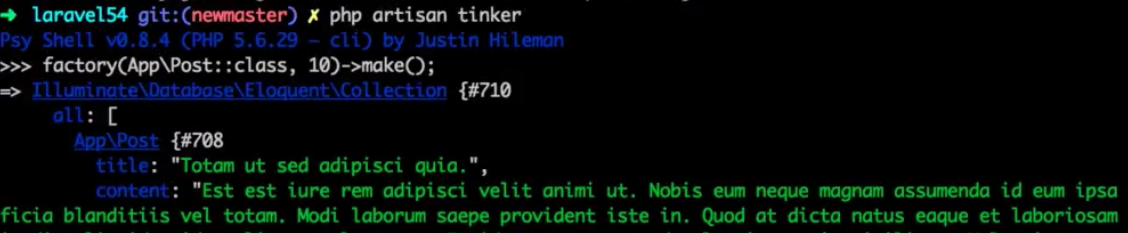 ➜ laravel54 git:(newmaster) ✗ php artisan tinker
Psy Shell v0.8.4 (PHP 5.6.29 — cli) by Justin Hileman
>>> factory(App\Post::class, 10)->make();
=> Illuminate\Database\Eloquent\Collection {#710
all: [
App\Post {#708
title: "Totam ut sed adipisci quia.",
content: "Est est iure rem adipisci velit animi ut. Nobis eum neque magnam assumenda id eum ipsa
ficia blanditiis vel totam. Modi laborum saepe provident iste in. Quod at dicta natus eaque et laboriosam